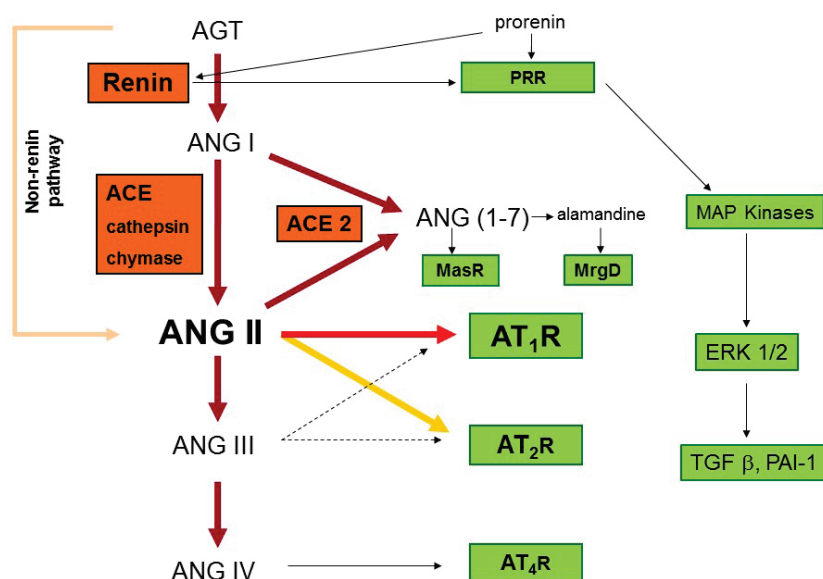 AGT
prorenin
Renin
PRR
Non-renin
pathway
ANG I
ACE
cathepsin
chymase
ACE 2
ANG (1-7)
alamandine
MAP Kinases
MasR
MrgD
ANG II
AT₁R
ERK 1/2
ANG III
AT₂R
TGF β, PAI-1
ANG IV
AT₄R